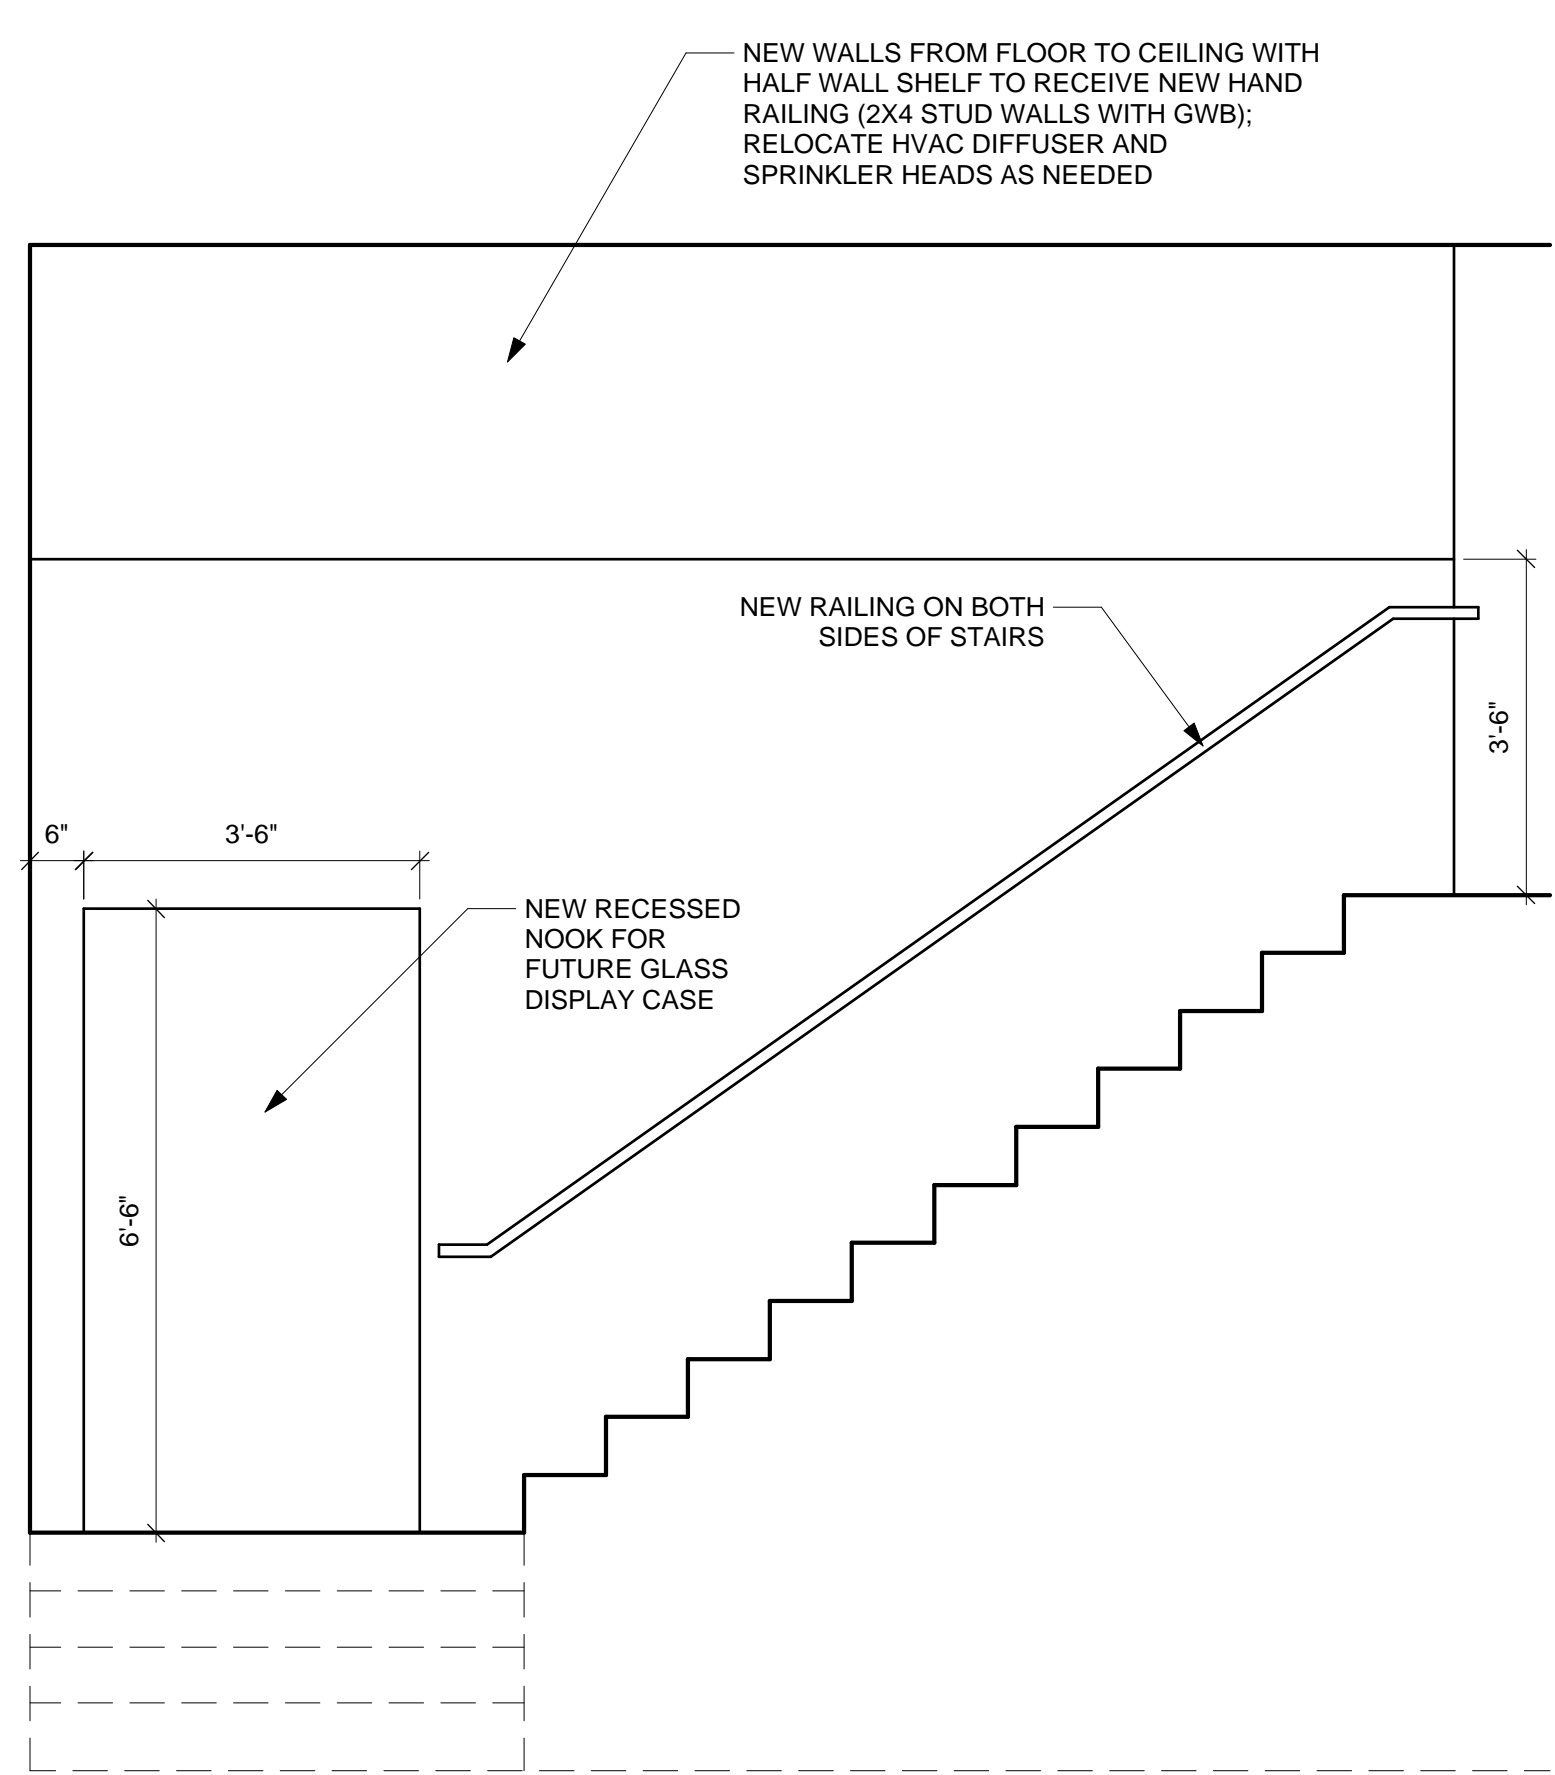 NEW WALLS FROM FLOOR TO CEILING WITH
HALF WALL SHELF TO RECEIVE NEW HAND
RAILING (2X4 STUD WALLS WITH GWB);
RELOCATE HVAC DIFFUSER AND
SPRINKLER HEADS AS NEEDED
NEW RAILING ON BOTH
SIDES OF STAIRS
3'-6"
6"
3'-6"
NEW RECESSED
NOOK FOR
FUTURE GLASS
DISPLAY CASE
6'-6"